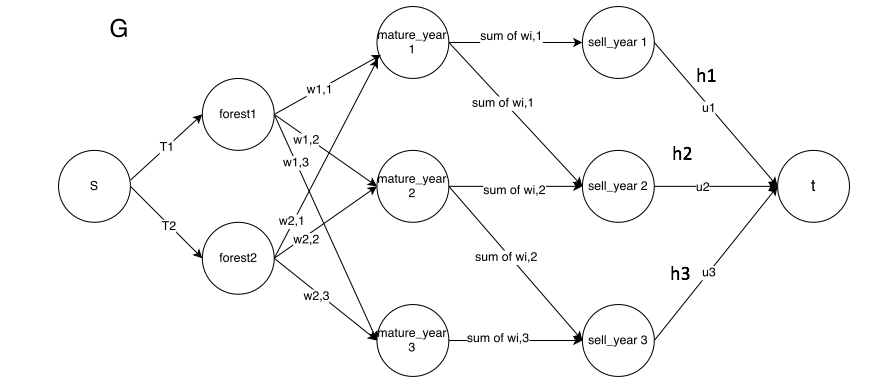 G
mature_year
1
sum of wi,1
sell_year 1
h1
w1,1
sum of wi,1
u1
forest1
T1
w1,2
h2
w1,3
S
mature_year
2
sum of wi,2
sell_year 2
u2
t
w2,1
T2
w2,2
forest2
sum of wi,2
h3
u3
w2,3
mature_year
3
sum of wi,3
sell_year 3